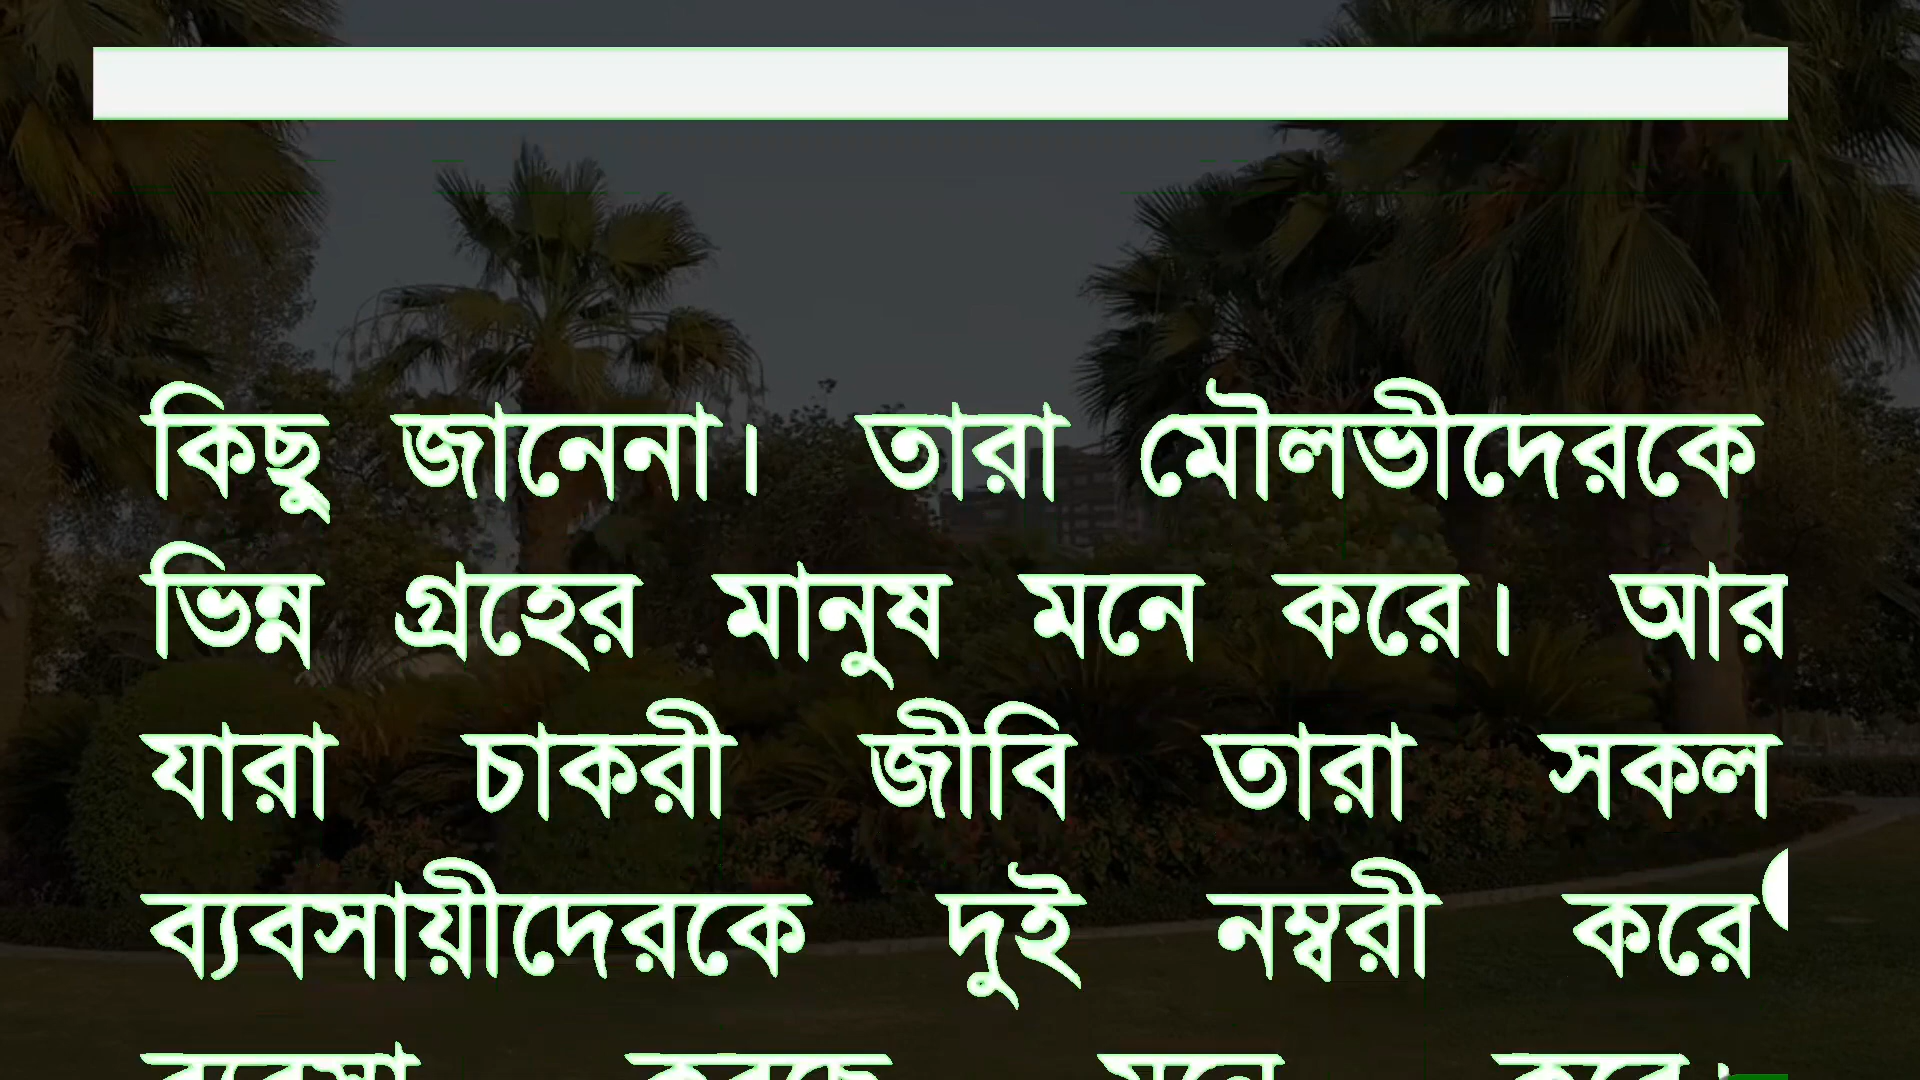 কিছু জানেনা। তারা মৌলভীদেরকে
ভিন্ন গ্রহের মানুষ মনে করে। আর
যারা চাকরী জীবি তারা সকল
ব্যবসায়ীদেরকে দুই নম্বরী করে